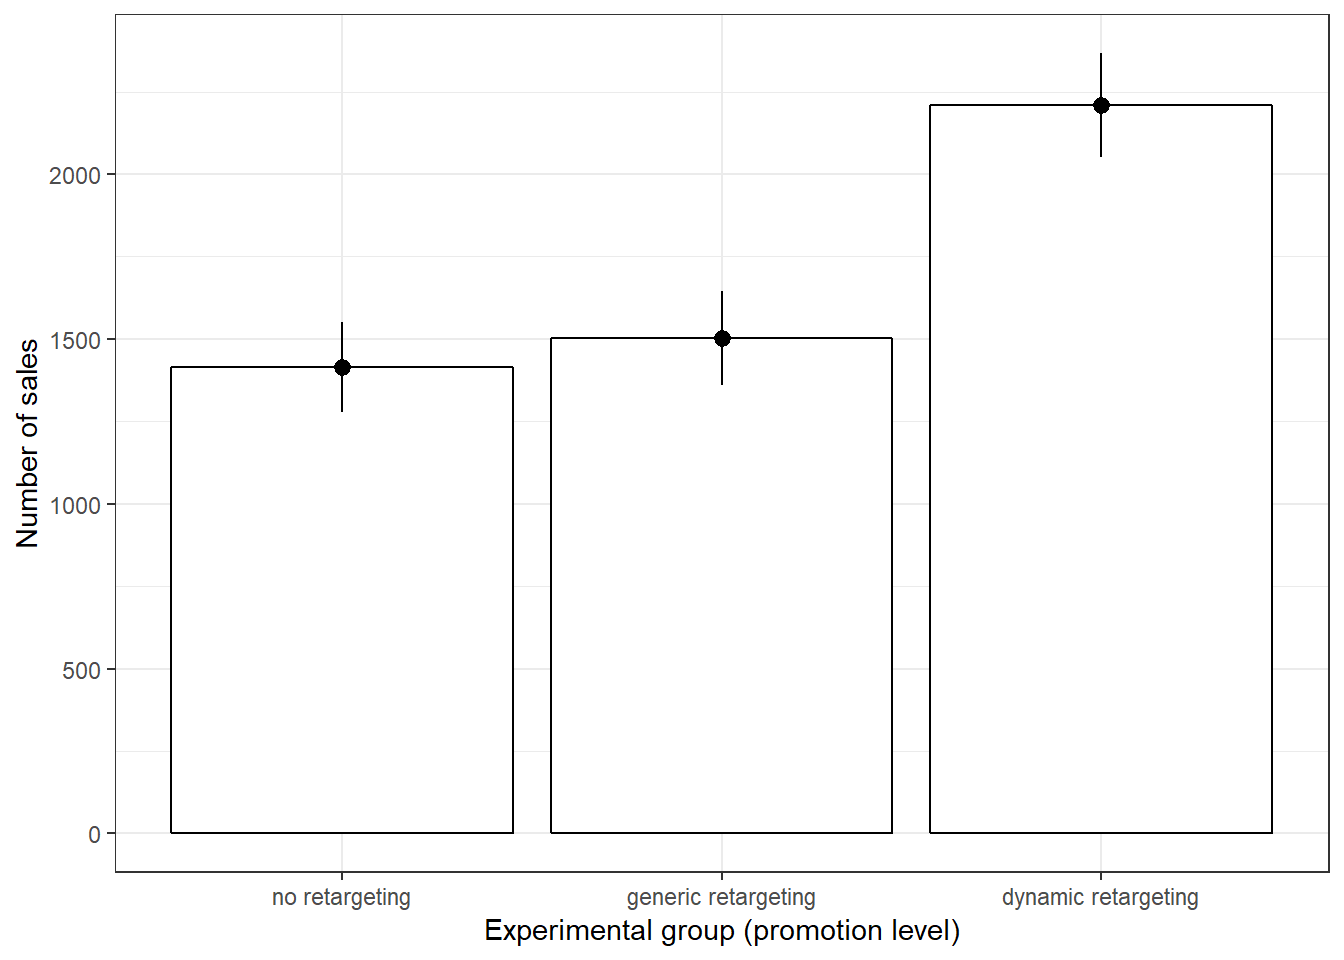 Number of sales
2000
1500
1000
500
0
no retargeting
generic retargeting
dynamic retargeting
Experimental group (promotion level)